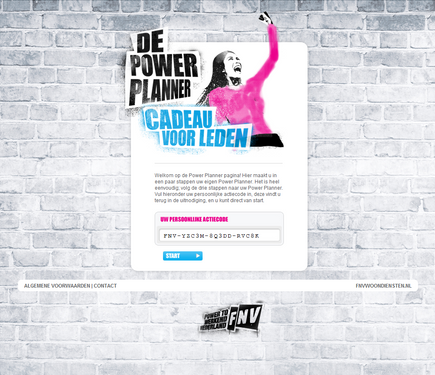 DE
POWER
PLANNER
CADEAU
VOOR LEDEN
Welkom op de Power Planner pagina! Hier maakt u in
een paar stappen uw eigen Power Planner. Het is heel
eenvoudig, volg de drie stappen naar uw Power Planner.
Vul hieronder uw persoonlijke actiecode in, deze vindt u
terug in de uitnodiging, en u kunt direct van start.
UW PERSOONLIJKE ACTIECODE
FNV-YZC3M-8Q3DD-RVC8K
START
ALGEMENE VOORWAARDEN | CONTACT
FNVVOORDIENSTEN.NL
POWER TO
WERKEND
NEDERLAND
FNV